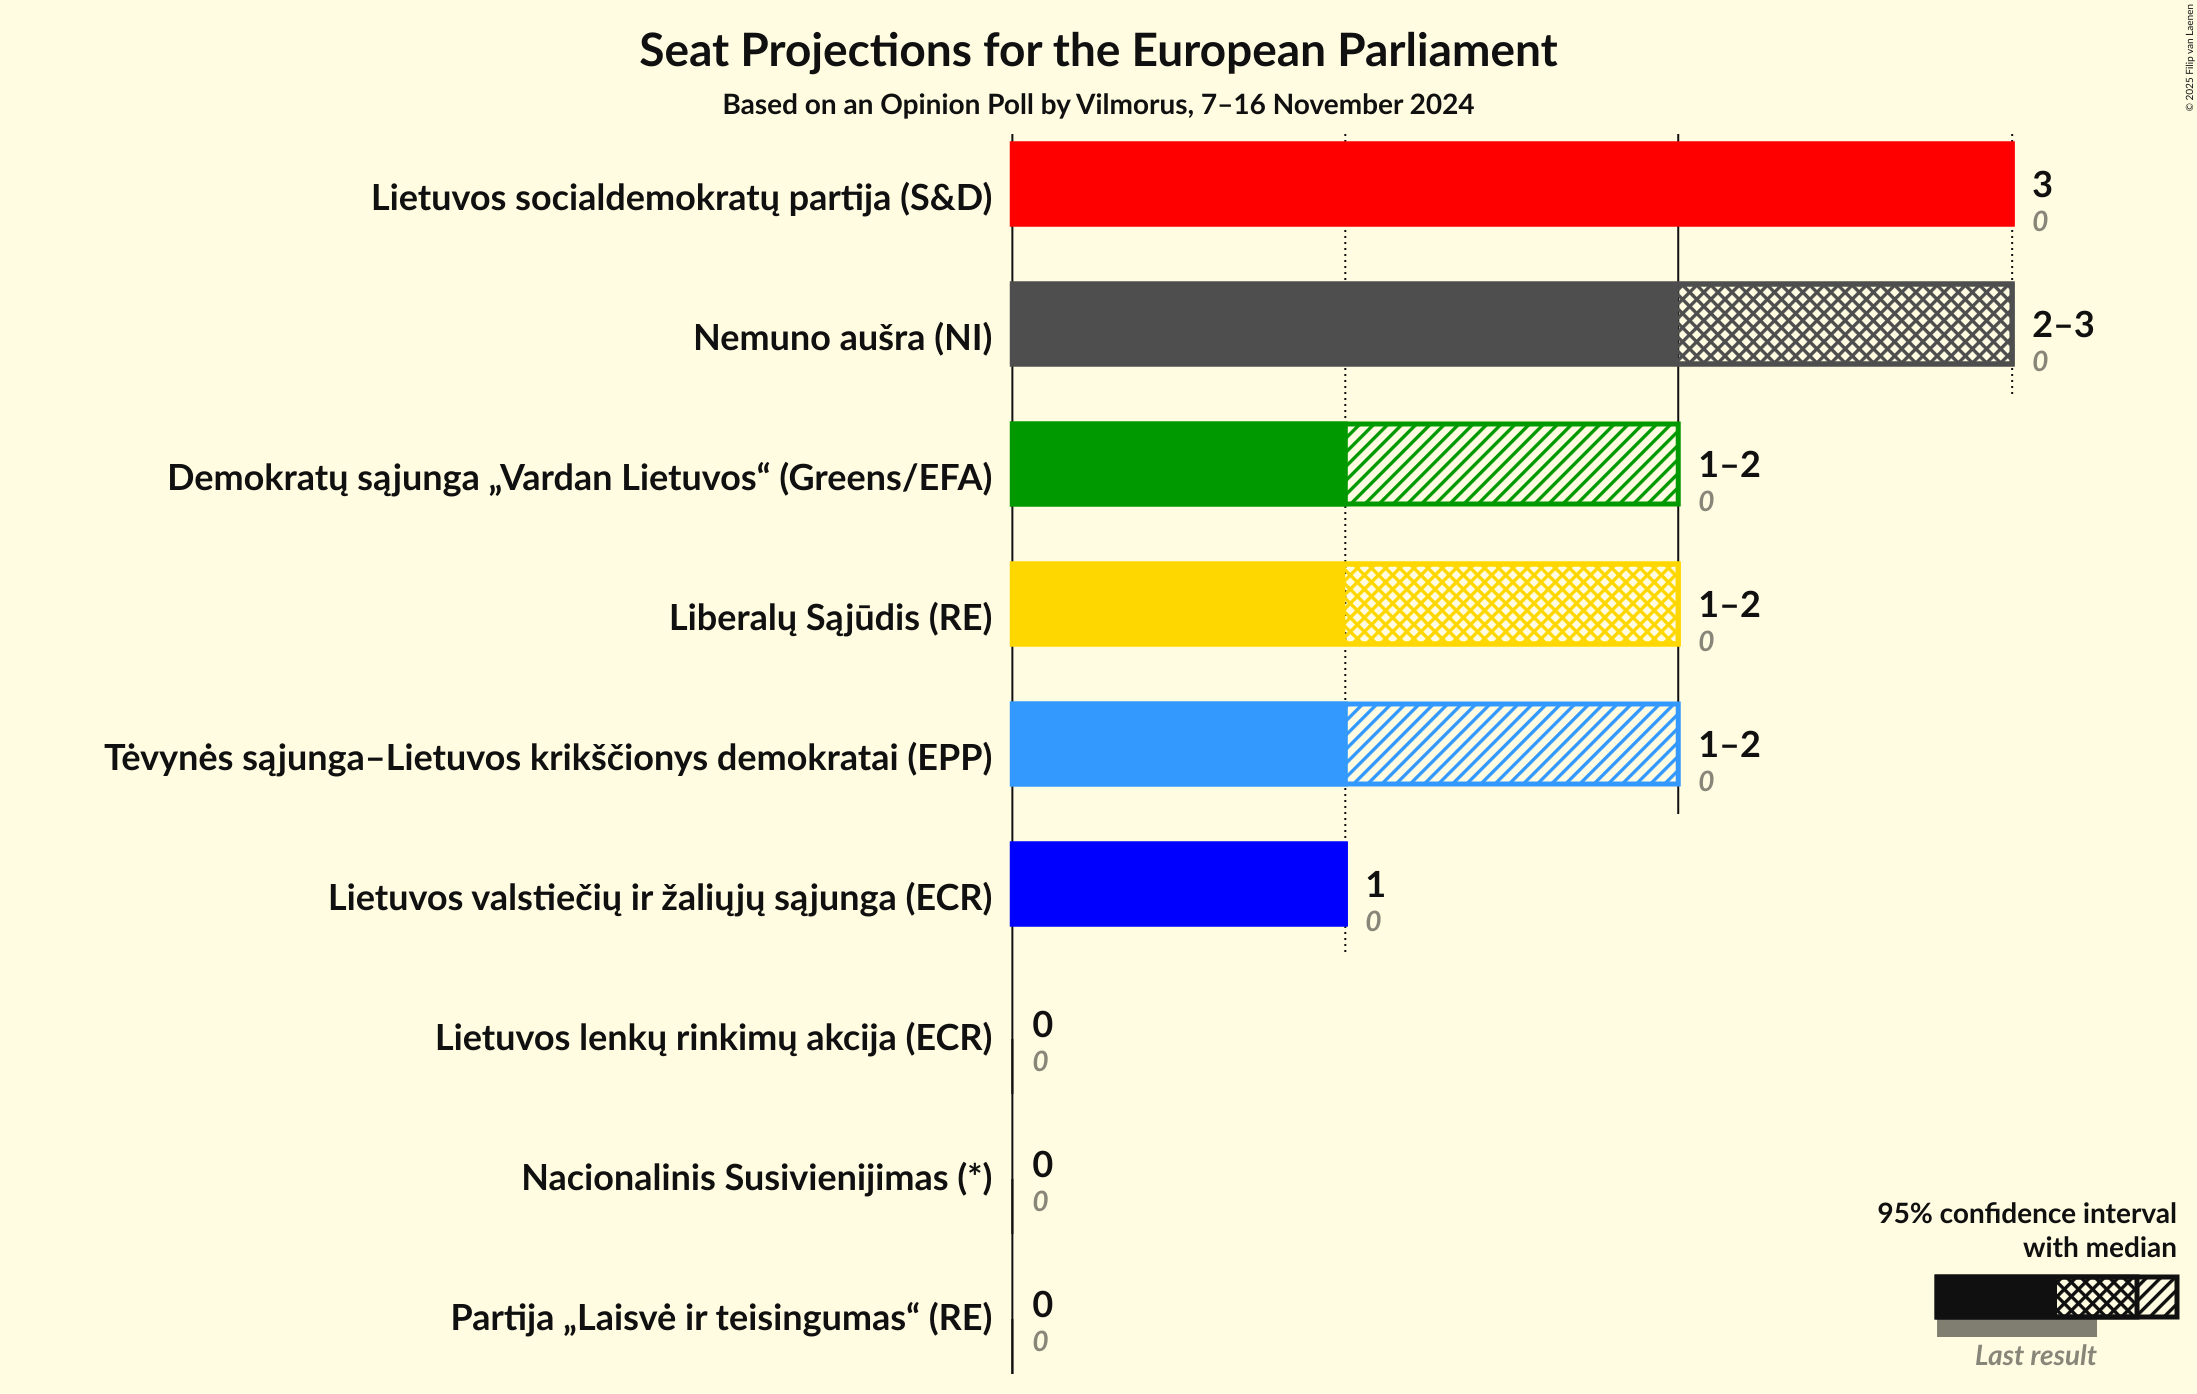 Seat Projections for the European Parliament
Based on an Opinion Poll by Vilmorus, 7–16 November 2024
© 2025 Filip van Laenen
Lietuvos socialdemokratų partija (S&D)
3
0
Nemuno aušra (NI)
2–3
0
Demokratų sąjunga „Vardan Lietuvos“ (Greens/EFA)
1–2
0
Liberalų Sąjūdis (RE)
1–2
0
Tėvynės sąjunga–Lietuvos krikščionys demokratai (EPP)
1–2
0
Lietuvos valstiečių ir žaliųjų sąjunga (ECR)
1
0
Lietuvos lenkų rinkimų akcija (ECR)
0
0
Nacionalinis Susivienijimas (*)
0
0
Partija „Laisvė ir teisingumas“ (RE)
0
0
95% confidence interval
with median
Last result